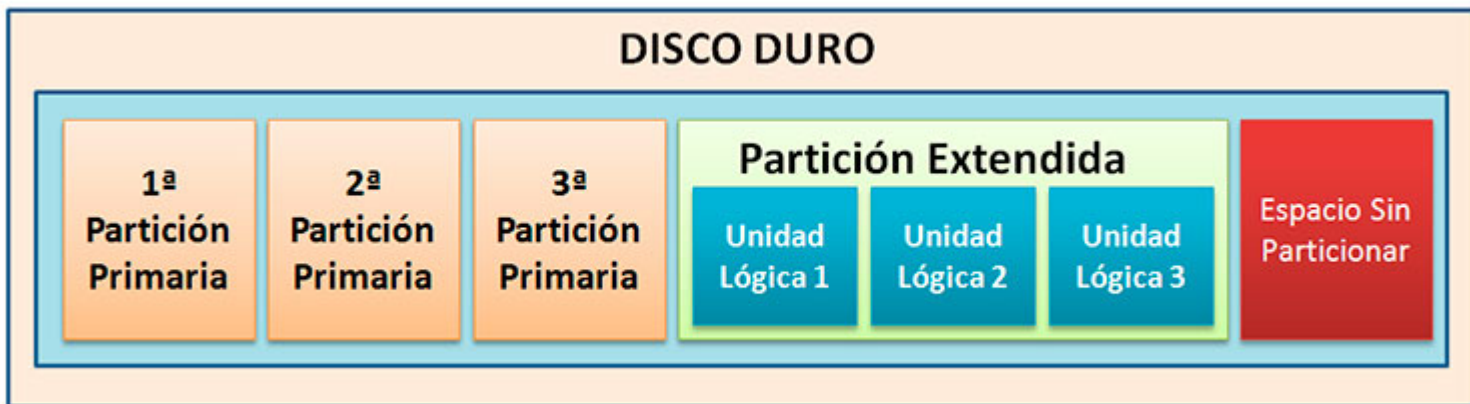 DISCO DURO
1ª
Partición
Primaria
2ª
Partición
Primaria
3ª
Partición
Primaria
Partición Extendida
Unidad
Lógica 1
Unidad
Lógica 2
Unidad
Lógica 3
Espacio Sin
Particionar